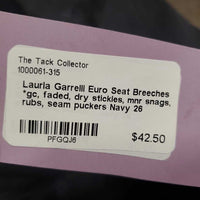 The Tack Collector
1000061-315
Lauria Garrelli Euro Seat Breeches
*gc, faded, dry stickies, mnr snags,
rubs, seam puckers Navy 26
PFGQJ6
$42.50